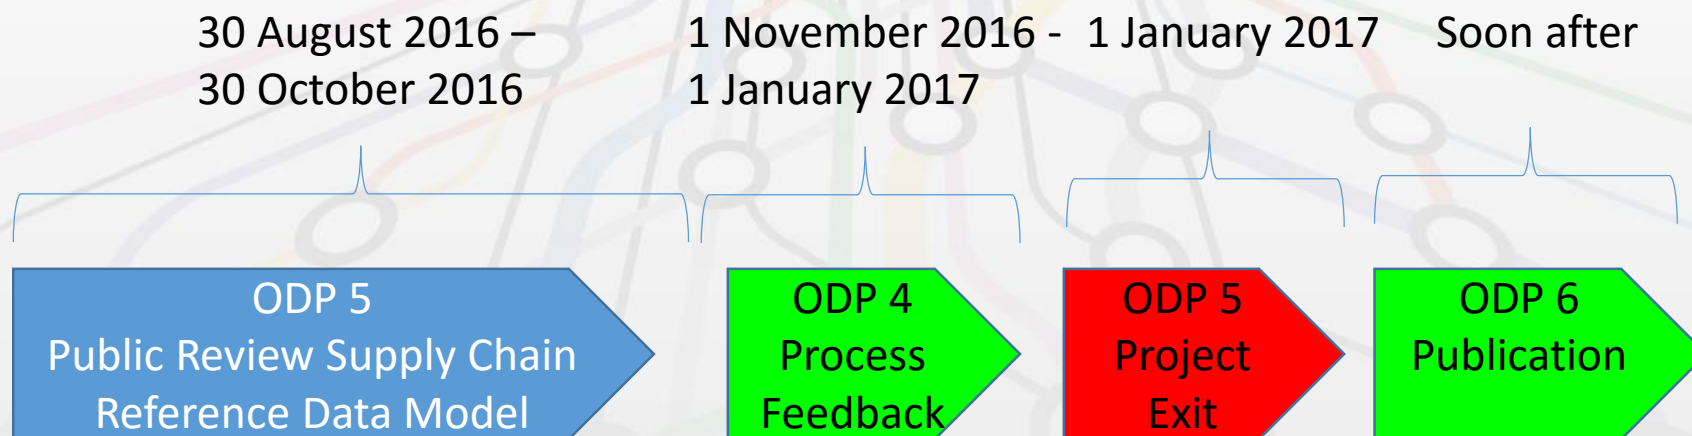 30 August 2016 –
30 October 2016
1 November 2016 -
1 January 2017
1 January 2017
Soon after
ODP 5
Public Review Supply Chain
Reference Data Model
ODP 4
Process
Feedback
ODP 5
Project
Exit
ODP 6
Publication